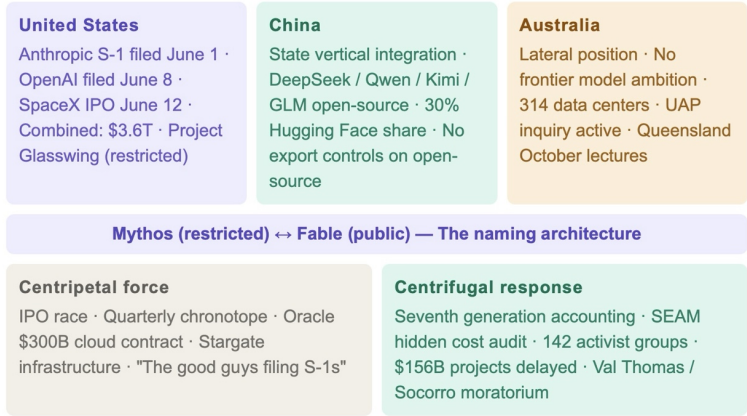 United States
Anthropic S-1 filed June 1 ·
OpenAI filed June 8 ·
SpaceX IPO June 12 ·
Combined: $3.6T · Project
Glasswing (restricted)
China
State vertical integration ·
DeepSeek / Qwen / Kimi /
GLM open-source · 30%
Hugging Face share · No
export controls on open-
source
Australia
Lateral position · No
frontier model ambition ·
314 data centers · UAP
inquiry active · Queensland
October lectures
Mythos (restricted) ↔ Fable (public) — The naming architecture
Centripetal force
IPO race · Quarterly chronotope · Oracle
$300B cloud contract · Stargate
infrastructure · "The good guys filing S-1s"
Centrifugal response
Seventh generation accounting · SEAM
hidden cost audit · 142 activist groups ·
$156B projects delayed · Val Thomas /
Socorro moratorium